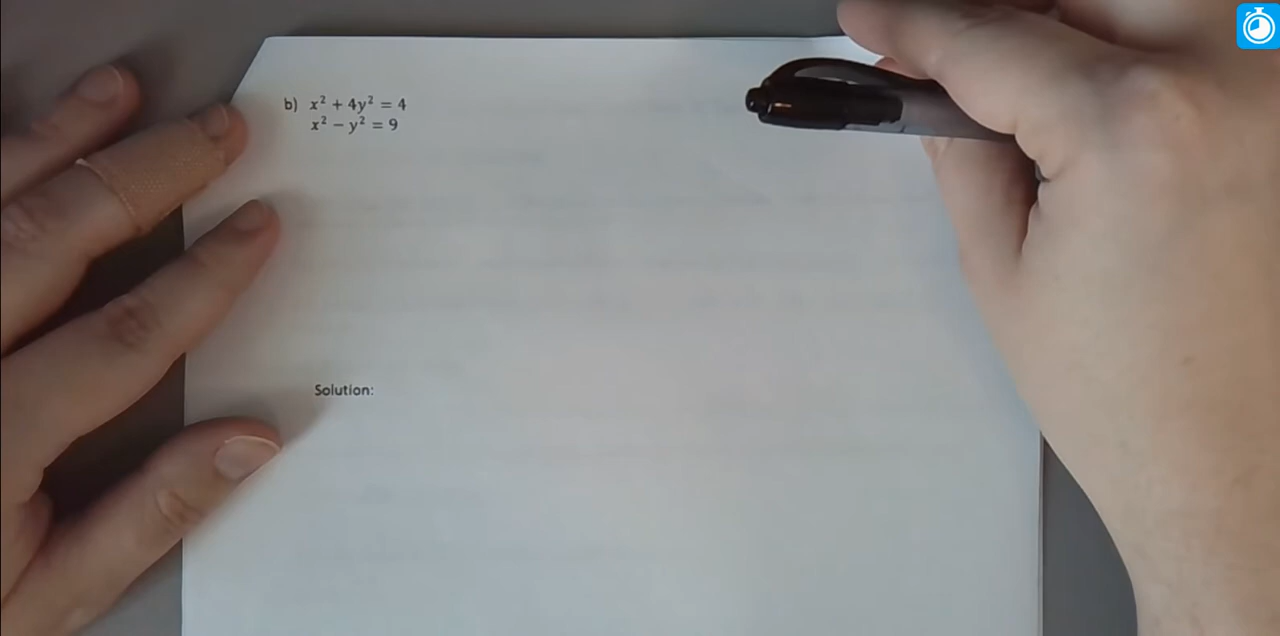 b) x² + 4y² = 4
x² − y² = 9
Solution: